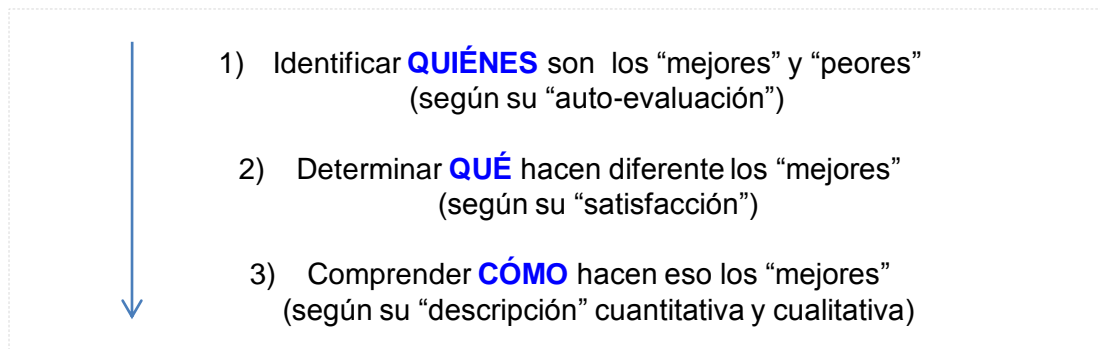 1) Identificar QUIÉNES son los “mejores” y “peores”
(según su “auto-evaluación”)
2) Determinar QUÉ hacen diferente los “mejores”
(según su “satisfacción”)
3) Comprender CÓMO hacen eso los “mejores”
(según su “descripción” cuantitativa y cualitativa)